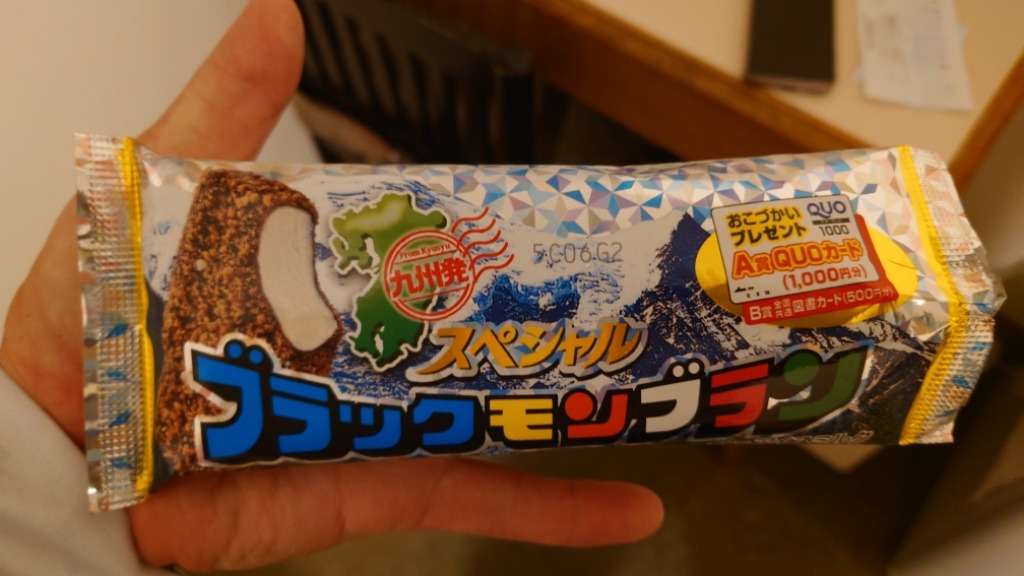 From Kyusyu
九州発
5C06.G2
スペシャル
ブラックモンブラン
おこづかい
プレゼント
QUO
1000
A賞QUOカード
(1,000円分)
B賞全国共通図書カード(500円分)